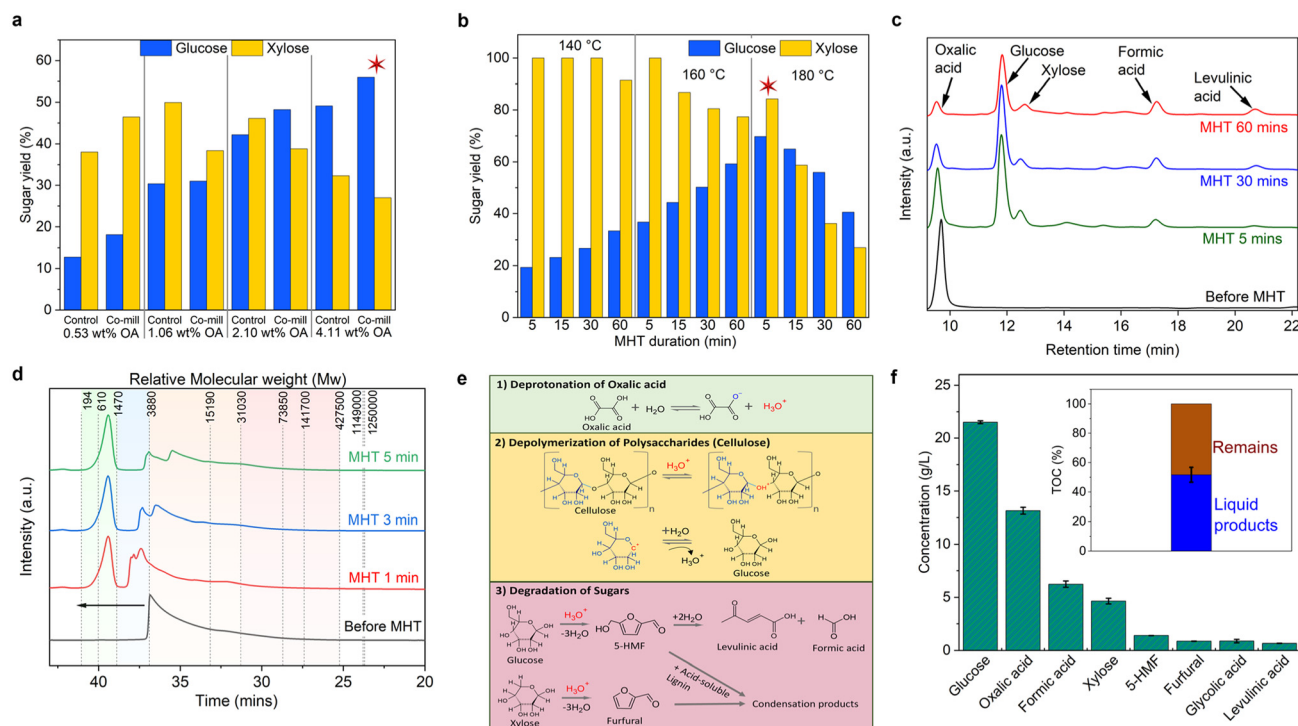 a
Glucose
Xylose
Sugar yield (%)
60
50
40
30
20
10
0
Control Co-mill Control Co-mill Control Co-mill Control Co-mill
0.53 wt% OA 1.06 wt% OA 2.10 wt% OA 4.11 wt% OA
b
Glucose
Xylose
140 °C
160 °C
180 °C
Sugar yield (%)
100
80
60
40
20
0
5 15 30 60 5 15 30 60 5 15 30 60
MHT duration (min)
c
Oxalic acid
Glucose
Xylose
Formic acid
Levulinic acid
MHT 60 mins
MHT 30 mins
MHT 5 mins
Before MHT
Intensity (a.u.)
10 12 14 16 18 20 22
Retention time (min)
d
Relative Molecular weight (Mw)
194 610 1470 3880 15190 31030 73850 141700 427500 1149000 1250000
MHT 5 min
MHT 3 min
MHT 1 min
Before MHT
Intensity (a.u.)
40 35 30 25 20
Time (mins)
e
1) Deprotonation of Oxalic acid
+ H₂O
+ H₃O⁺
Oxalic acid
2) Depolymerization of Polysaccharides (Cellulose)
H₃O⁺
Cellulose
+H₂O
H₃O⁺
Glucose
3) Degradation of Sugars
H₃O⁺
-3H₂O
+2H₂O
+
Glucose
5-HMF
Levulinic acid
Formic acid
+ Acid-soluble Lignin
H₃O⁺
-3H₂O
Xylose
Furfural
Condensation products
f
Concentration (g/L)
25
20
15
10
5
0
Glucose
Oxalic acid
Formic acid
Xylose
5-HMF
Furfural
Glycolic acid
Levulinic acid
TOC (%)
100
80
60
40
20
0
Remains
Liquid products